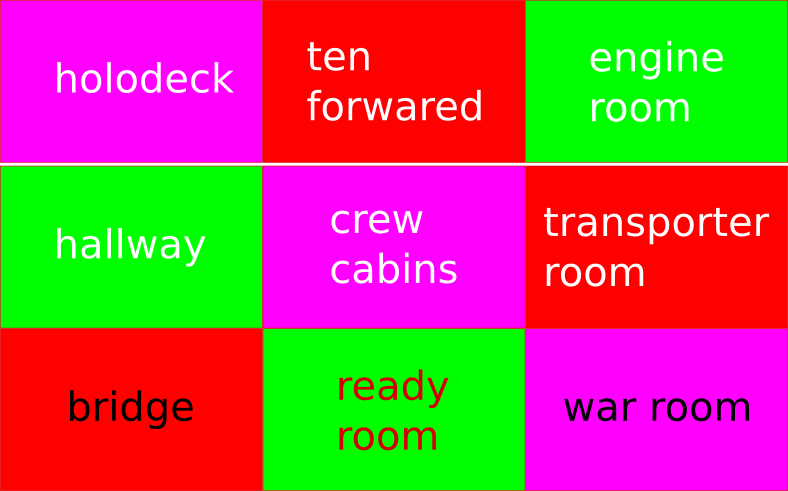 holodeck
ten
forwared
engine
room
hallway
crew
cabins
transporter
room
bridge
ready
room
war room